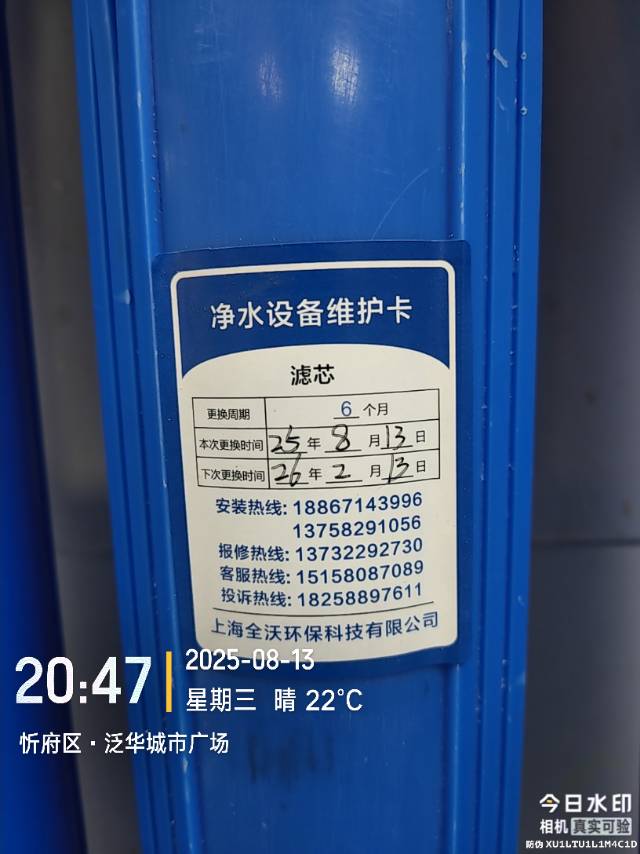 净水设备维护卡
滤芯
更换周期 6 个月
本次更换时间 25 年 8 月 13 日
下次更换时间 26 年 2 月 13 日
安装热线: 18867143996
13758291056
报修热线: 13732292730
客服热线: 15158087089
投诉热线: 18258897611
上海全沃环保科技有限公司
20:47
2025-08-13
星期三 晴 22℃
忻府区·泛华城市广场
今日水印
相机 真实可验
防伪 XU1LTU1L1M4C1D